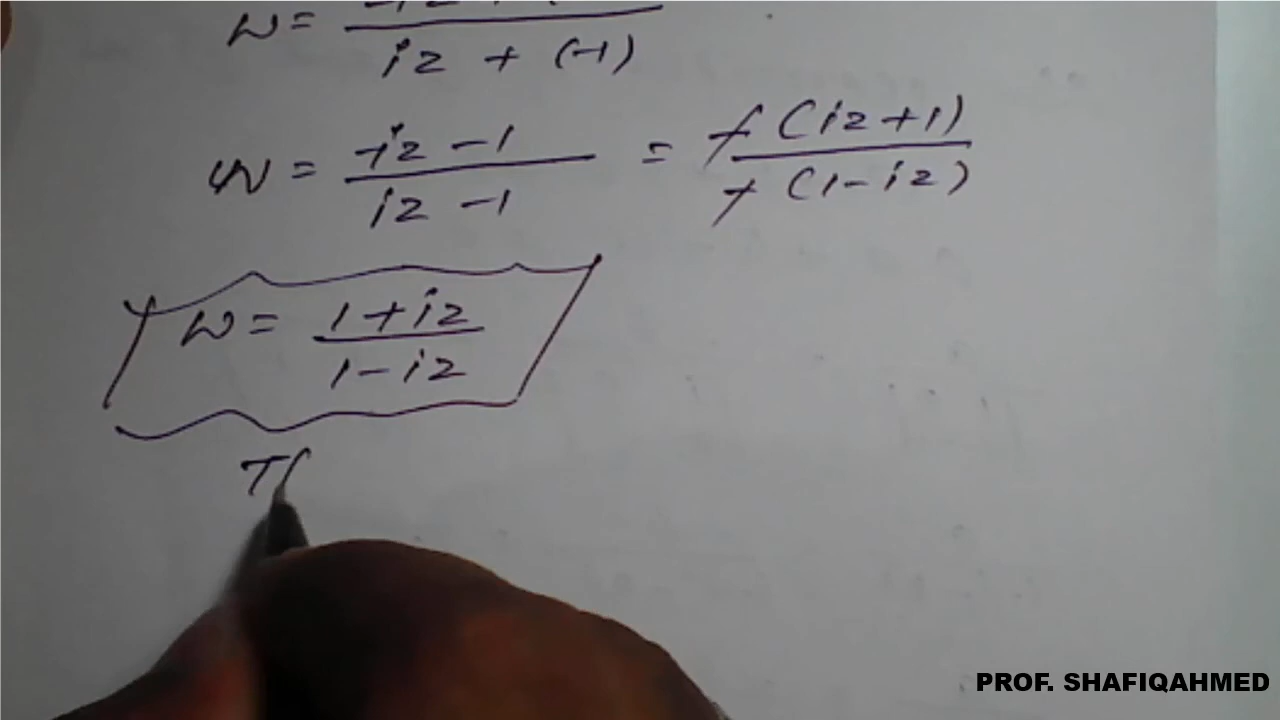 w = / iz + (-1)
w = -iz - 1 / iz - 1 = -(iz + 1) / -(1 - iz)
w = 1 + iz / 1 - iz
T(
PROF. SHAFIQAHMED